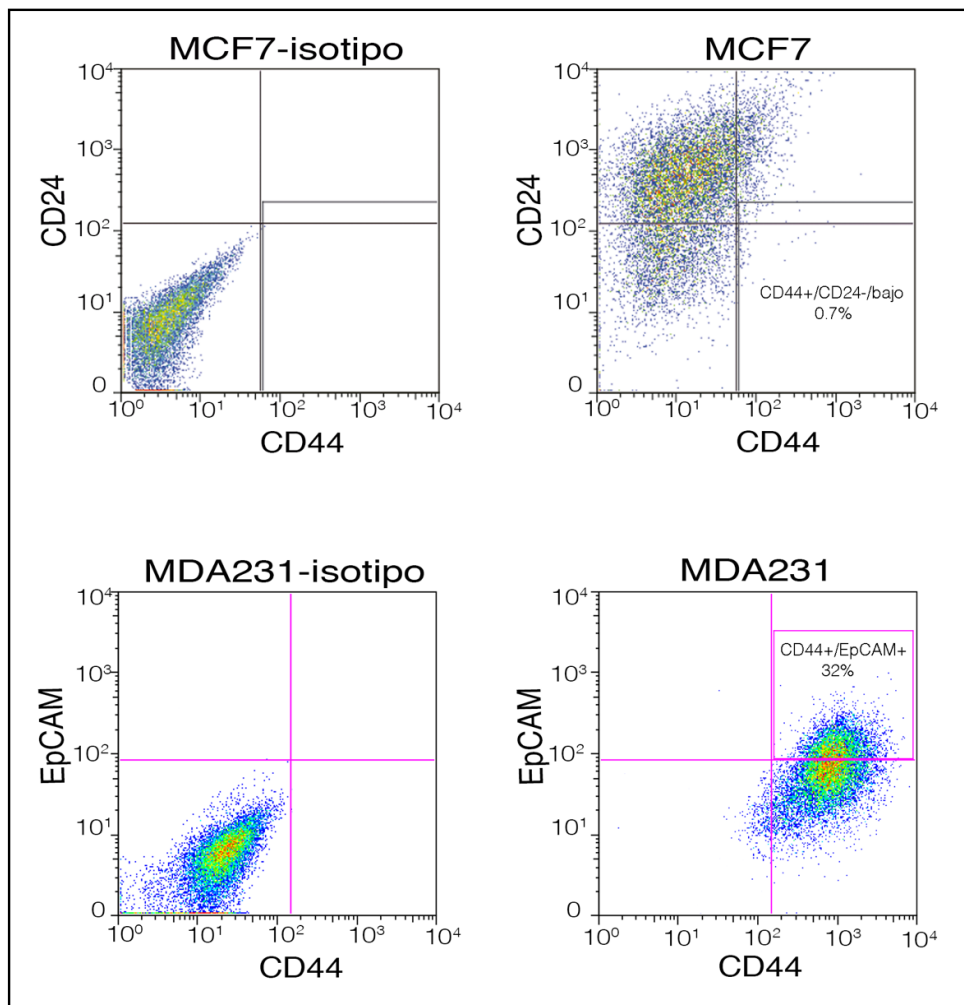 MCF7-isotipo
CD24
10⁴
10³
10²
10¹
0
10⁰ 10¹ 10² 10³ 10⁴
CD44
MCF7
CD24
10⁴
10³
10²
10¹
0
CD44+/CD24-/bajo
0.7%
10⁰ 10¹ 10² 10³ 10⁴
CD44
MDA231-isotipo
EpCAM
10⁴
10³
10²
10¹
0
10⁰ 10¹ 10² 10³ 10⁴
CD44
MDA231
EpCAM
10⁴
10³
10²
10¹
0
CD44+/EpCAM+
32%
10⁰ 10¹ 10² 10³ 10⁴
CD44